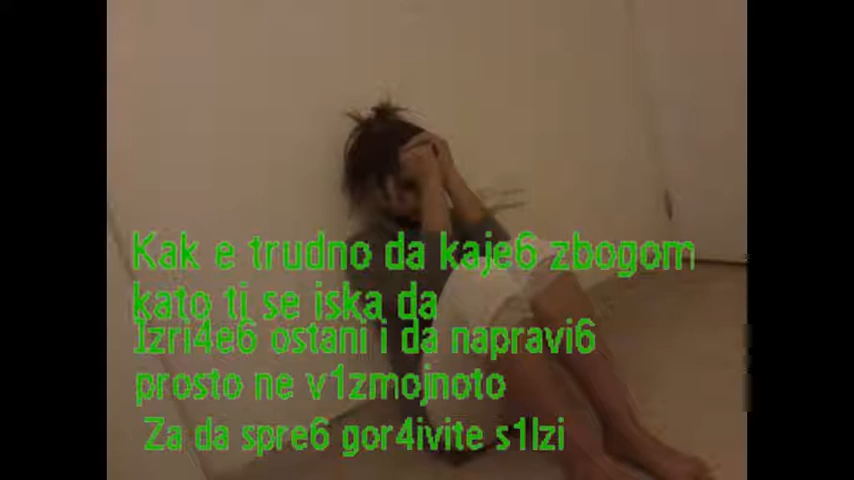 Kak e trudno da kaje6 zbogom
kato ti se iska da
Izri4e6 ostani i da napravi6
prosto ne v1zmojnoto
Za da spre6 gor4ivite s1lzi